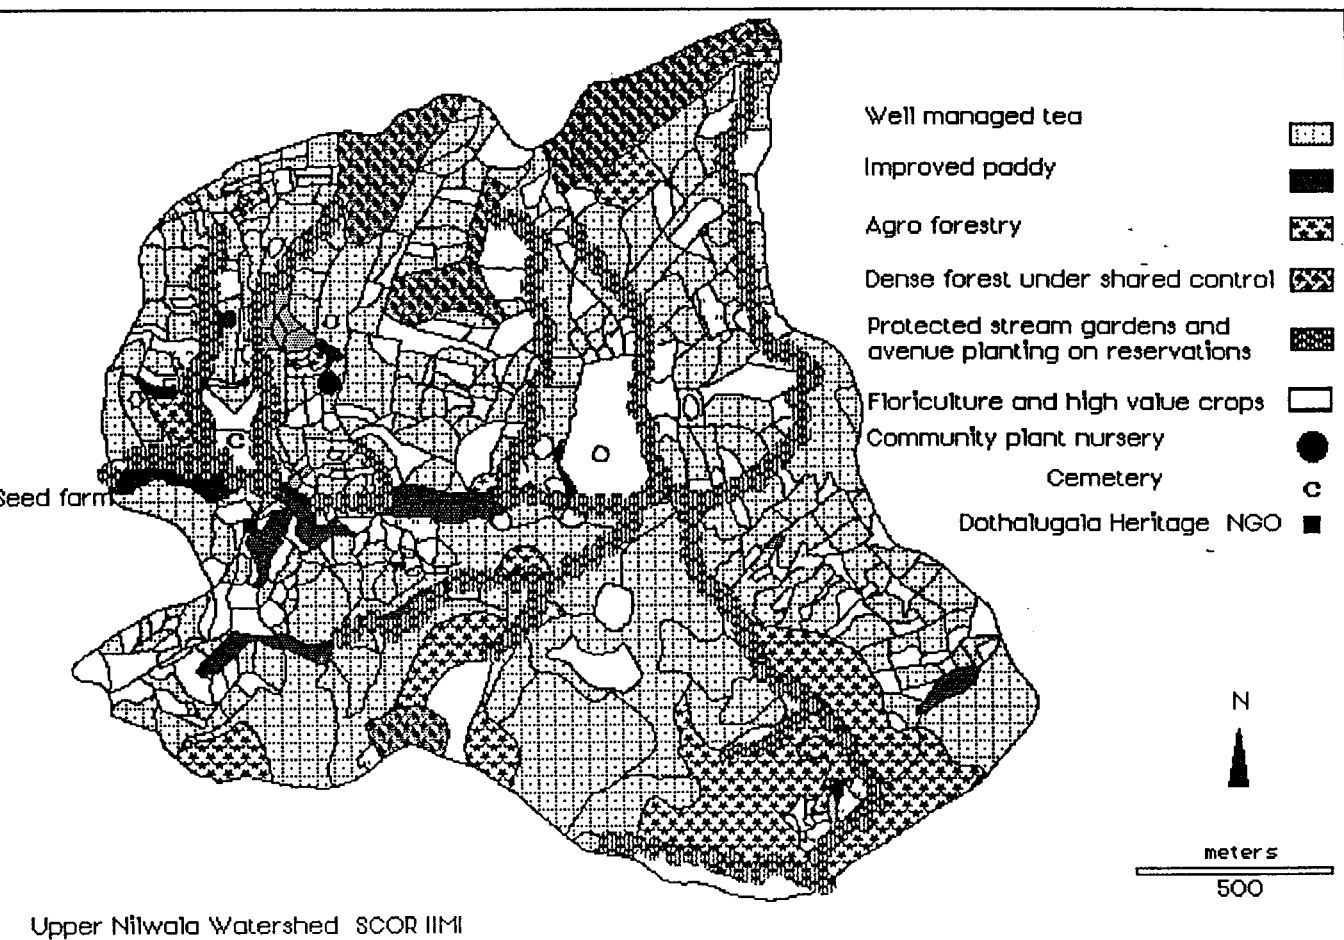 Well managed tea
Improved paddy
Agro forestry
Dense forest under shared control
Protected stream gardens and
avenue planting on reservations
Floriculture and high value crops
Community plant nursery
Cemetery C
Dothalugala Heritage NGO
C
Seed farm
N
meters
500
Upper Nilwala Watershed SCOR IIMI